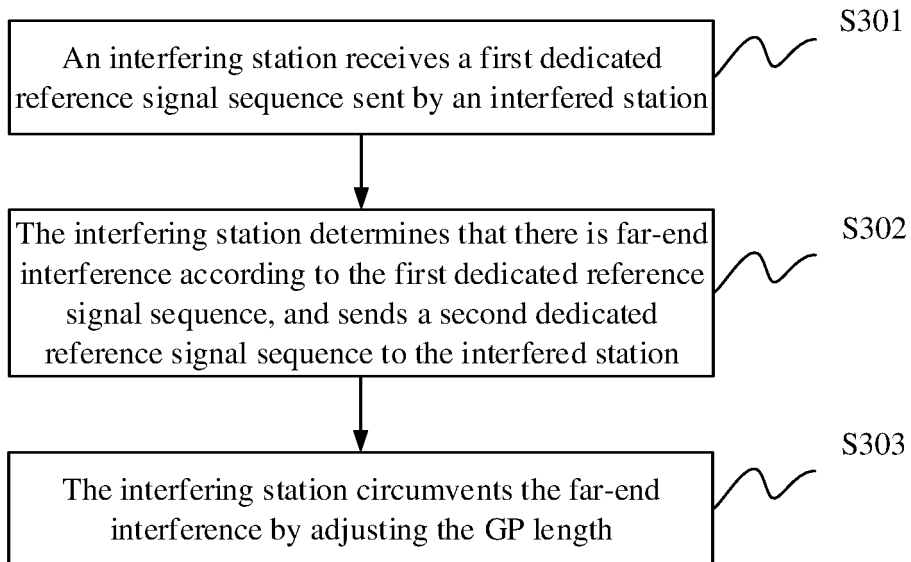 S301
An interfering station receives a first dedicated
reference signal sequence sent by an interfered station
S302
The interfering station determines that there is far-end
interference according to the first dedicated reference
signal sequence, and sends a second dedicated
reference signal sequence to the interfered station
S303
The interfering station circumvents the far-end
interference by adjusting the GP length